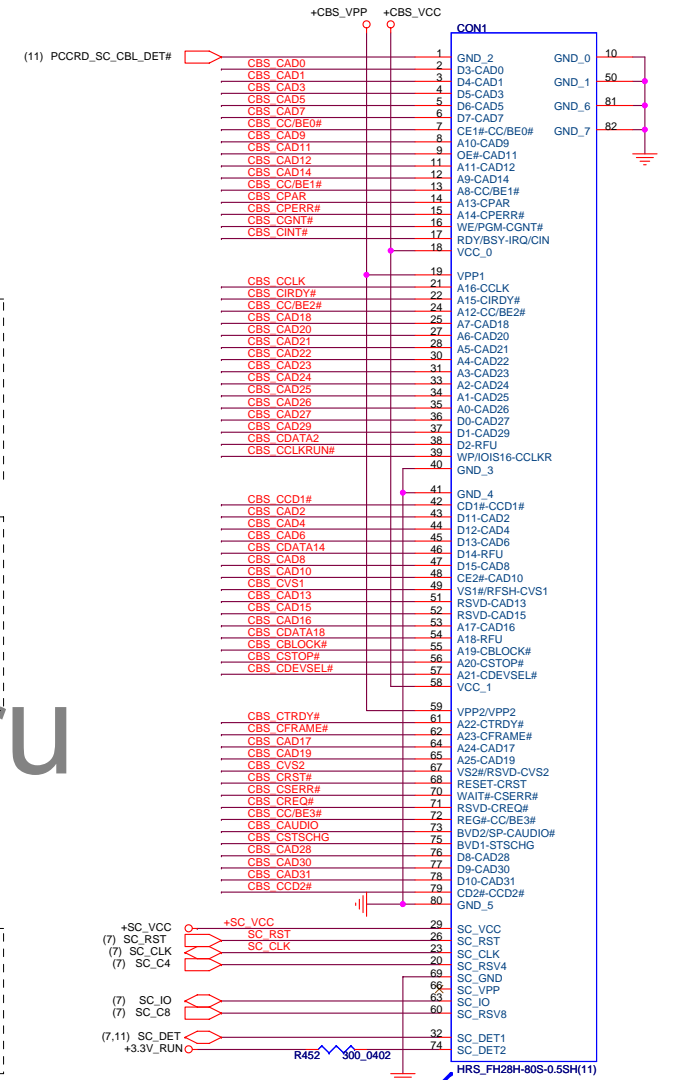 +CBS_VPP +CBS_VCC
CON1
(11) PCCRD_SC_CBL_DET# 1 GND_2 GND_0 10
CBS_CAD0 2 D3-CAD0
CBS_CAD1 3 D4-CAD1 GND_1 50
CBS_CAD3 4 D5-CAD3
CBS_CAD5 5 D6-CAD5 GND_6 81
CBS_CAD7 6 D7-CAD7
CBS_CC/BE0# 7 CE1#-CC/BE0# GND_7 82
CBS_CAD9 8 A10-CAD9
CBS_CAD11 9 OE#-CAD11
CBS_CAD12 11 A11-CAD12
CBS_CAD14 12 A9-CAD14
CBS_CC/BE1# 13 A8-CC/BE1#
CBS_CPAR 14 A13-CPAR
CBS_CPERR# 15 A14-CPERR#
CBS_CGNT# 16 WE/PGM-CGNT#
CBS_CINT# 17 RDY/BSY-IRQ/CIN
18 VCC_0
19 VPP1
CBS_CCLK 21 A16-CCLK
CBS_CIRDY# 22 A15-CIRDY#
CBS_CC/BE2# 24 A12-CC/BE2#
CBS_CAD18 25 A7-CAD18
CBS_CAD20 27 A6-CAD20
CBS_CAD21 28 A5-CAD21
CBS_CAD22 30 A4-CAD22
CBS_CAD23 31 A3-CAD23
CBS_CAD24 33 A2-CAD24
CBS_CAD25 34 A1-CAD25
CBS_CAD26 35 A0-CAD26
CBS_CAD27 36 D0-CAD27
CBS_CAD29 37 D1-CAD29
CBS_CDATA2 38 D2-RFU
CBS_CCLKRUN# 39 WP/IOIS16-CCLKR
40 GND_3
41 GND_4
CBS_CCD1# 42 CD1#-CCD1#
CBS_CAD2 43 D11-CAD2
CBS_CAD4 44 D12-CAD4
CBS_CAD6 45 D13-CAD6
CBS_CDATA14 46 D14-RFU
CBS_CAD8 47 D15-CAD8
CBS_CAD10 48 CE2#-CAD10
CBS_CVS1 49 VS1#/RFSH-CVS1
CBS_CAD13 51 RSVD-CAD13
CBS_CAD15 52 RSVD-CAD15
CBS_CAD16 53 A17-CAD16
CBS_CDATA18 54 A18-RFU
CBS_CBLOCK# 55 A19-CBLOCK#
CBS_CSTOP# 56 A20-CSTOP#
CBS_CDEVSEL# 57 A21-CDEVSEL#
58 VCC_1
59 VPP2/VPP2
CBS_CTRDY# 61 A22-CTRDY#
CBS_CFRAME# 62 A23-CFRAME#
CBS_CAD17 64 A24-CAD17
CBS_CAD19 65 A25-CAD19
CBS_CVS2 67 VS2#/RSVD-CVS2
CBS_CRST# 68 RESET-CRST
CBS_CSERR# 70 WAIT#-CSERR#
CBS_CREQ# 71 RSVD-CREQ#
CBS_CC/BE3# 72 REG#-CC/BE3#
CBS_CAUDIO 73 BVD2/SP-CAUDIO#
CBS_CSTSCHG 75 BVD1-STSCHG
CBS_CAD28 76 D8-CAD28
CBS_CAD30 77 D9-CAD30
CBS_CAD31 78 D10-CAD31
CBS_CCD2# 79 CD2#-CCD2#
80 GND_5
+SC_VCC +SC_VCC 29 SC_VCC
(7) SC_RST SC_RST 26 SC_RST
(7) SC_CLK SC_CLK 23 SC_CLK
(7) SC_C4 20 SC_RSV4
69 SC_GND
66 SC_VPP
(7) SC_IO 63 SC_IO
(7) SC_C8 60 SC_RSV8
(7,11) SC_DET 32 SC_DET1
+3.3V_RUN 74 SC_DET2
R452 300_0402
HRS_FH28H-80S-0.5SH(11)
ru